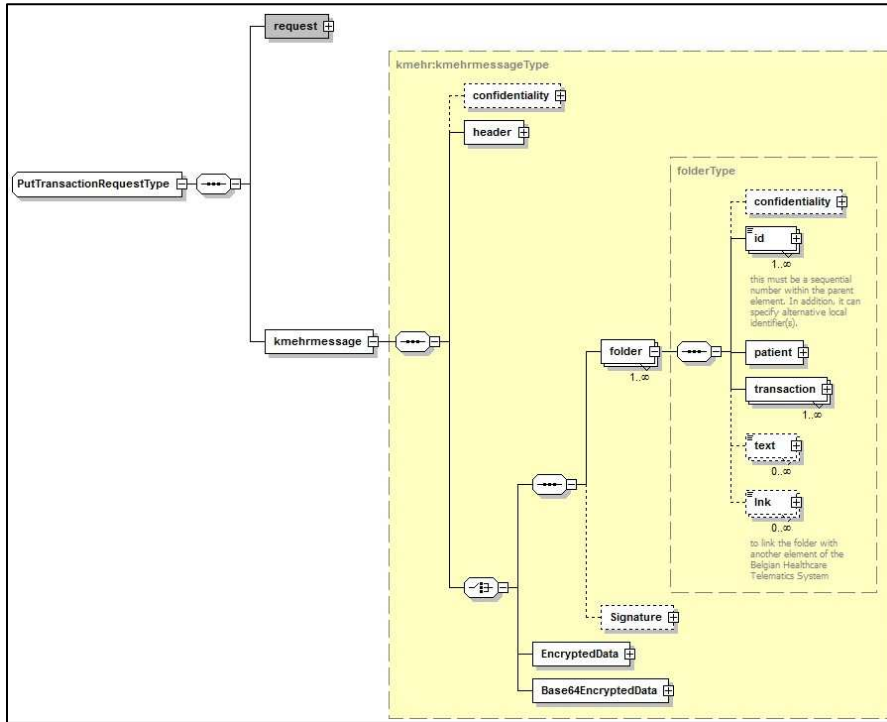 request
kmehr:kmehrmessageType
confidentiality
header
PutTransactionRequestType
folderType
confidentiality
id
1..∞
this must be a sequential
number within the parent
element. In addition, it can
specify alternative local
identifier(s).
kmehrmessage
folder
1..∞
patient
transaction
1..∞
text
0..∞
lnk
0..∞
to link the folder with
another element of the
Belgian Healthcare
Telematics System
Signature
EncryptedData
Base64EncryptedData